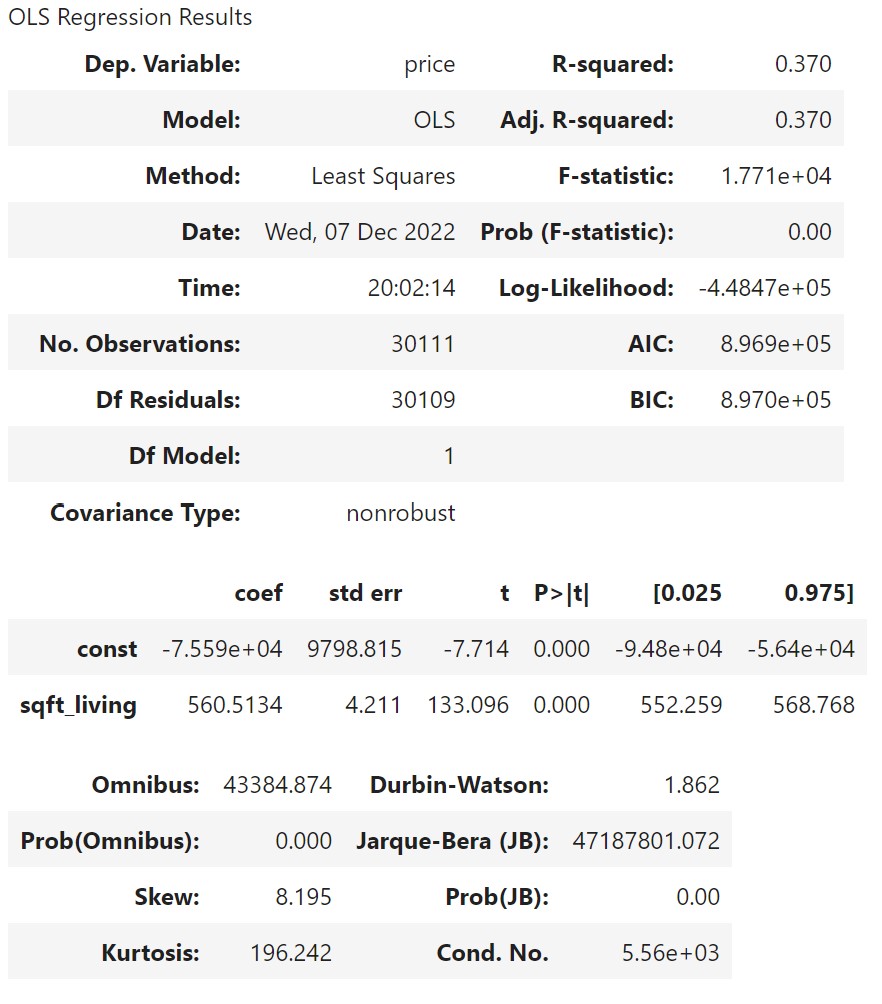 OLS Regression Results
Dep. Variable: price R-squared: 0.370
Model: OLS Adj. R-squared: 0.370
Method: Least Squares F-statistic: 1.771e+04
Date: Wed, 07 Dec 2022 Prob (F-statistic): 0.00
Time: 20:02:14 Log-Likelihood: -4.4847e+05
No. Observations: 30111 AIC: 8.969e+05
Df Residuals: 30109 BIC: 8.970e+05
Df Model: 1
Covariance Type: nonrobust
coef std err t P>|t| [0.025 0.975]
const -7.559e+04 9798.815 -7.714 0.000 -9.48e+04 -5.64e+04
sqft_living 560.5134 4.211 133.096 0.000 552.259 568.768
Omnibus: 43384.874 Durbin-Watson: 1.862
Prob(Omnibus): 0.000 Jarque-Bera (JB): 47187801.072
Skew: 8.195 Prob(JB): 0.00
Kurtosis: 196.242 Cond. No. 5.56e+03